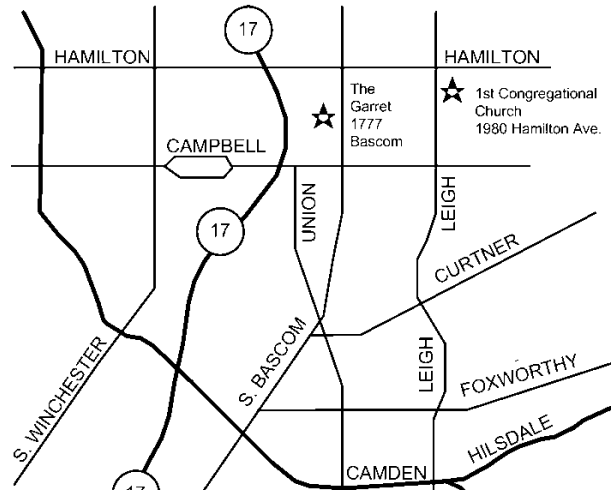 17
HAMILTON
HAMILTON
The
Garret
1777
Bascom
1st Congregational
Church
1980 Hamilton Ave.
CAMPBELL
UNION
LEIGH
17
CURTNER
S. WINCHESTER
S. BASCOM
LEIGH
FOXWORTHY
HILSDALE
CAMDEN
17